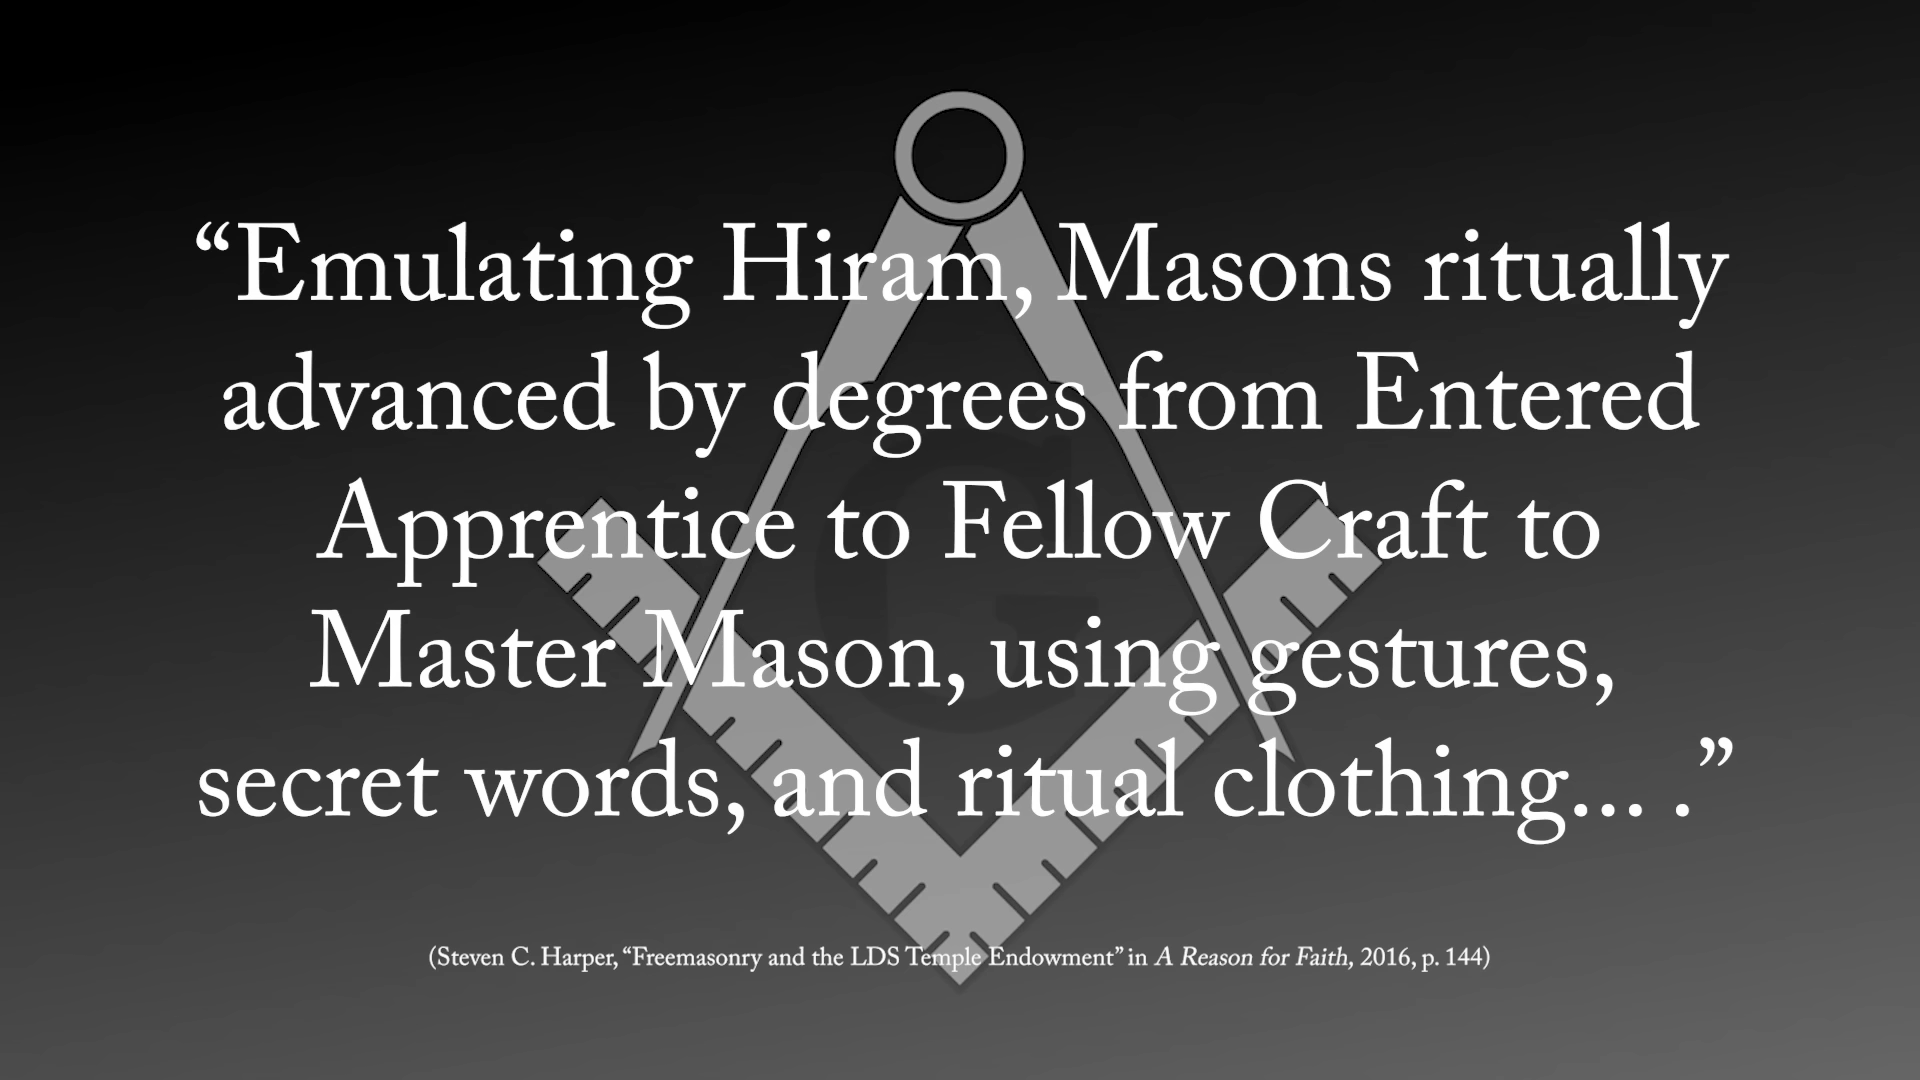 “Emulating Hiram, Masons ritually
advanced by degrees from Entered
Apprentice to Fellow Craft to
Master Mason, using gestures,
secret words, and ritual clothing... .”
G
(Steven C. Harper, “Freemasonry and the LDS Temple Endowment” in A Reason for Faith, 2016, p. 144)